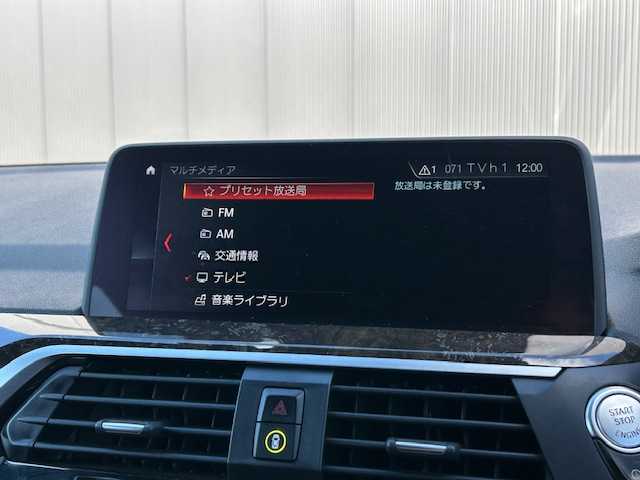 マルチメディア
1 071 TVh1 12:00
プリセット放送局
放送局は未登録です。
FM
AM
交通情報
テレビ
音楽ライブラリ
START
STOP
ENGINE